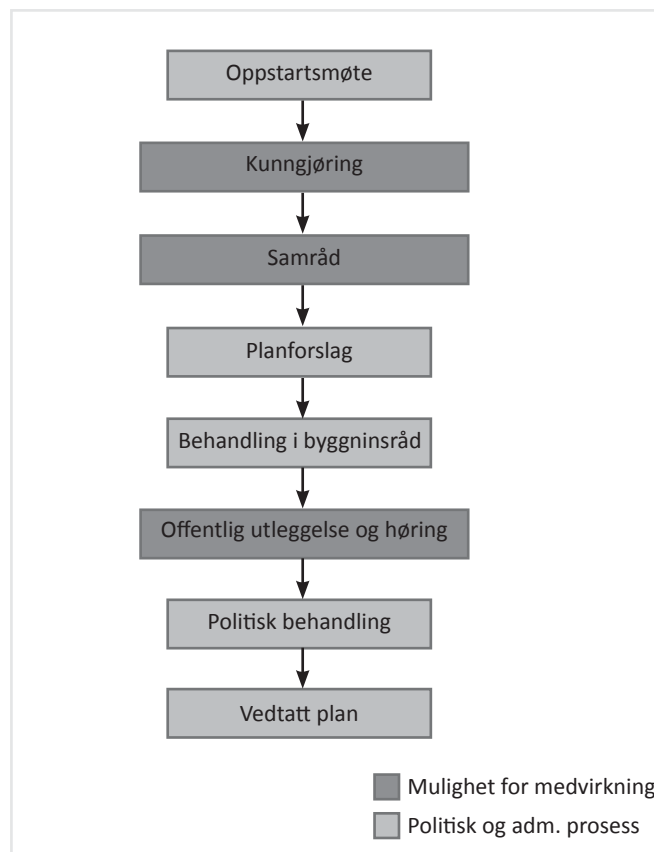 Oppstartsmøte
Kunngjøring
Samråd
Planforslag
Behandling i byggninsråd
Offentlig utleggelse og høring
Politisk behandling
Vedtatt plan
Mulighet for medvirkning
Politisk og adm. prosess